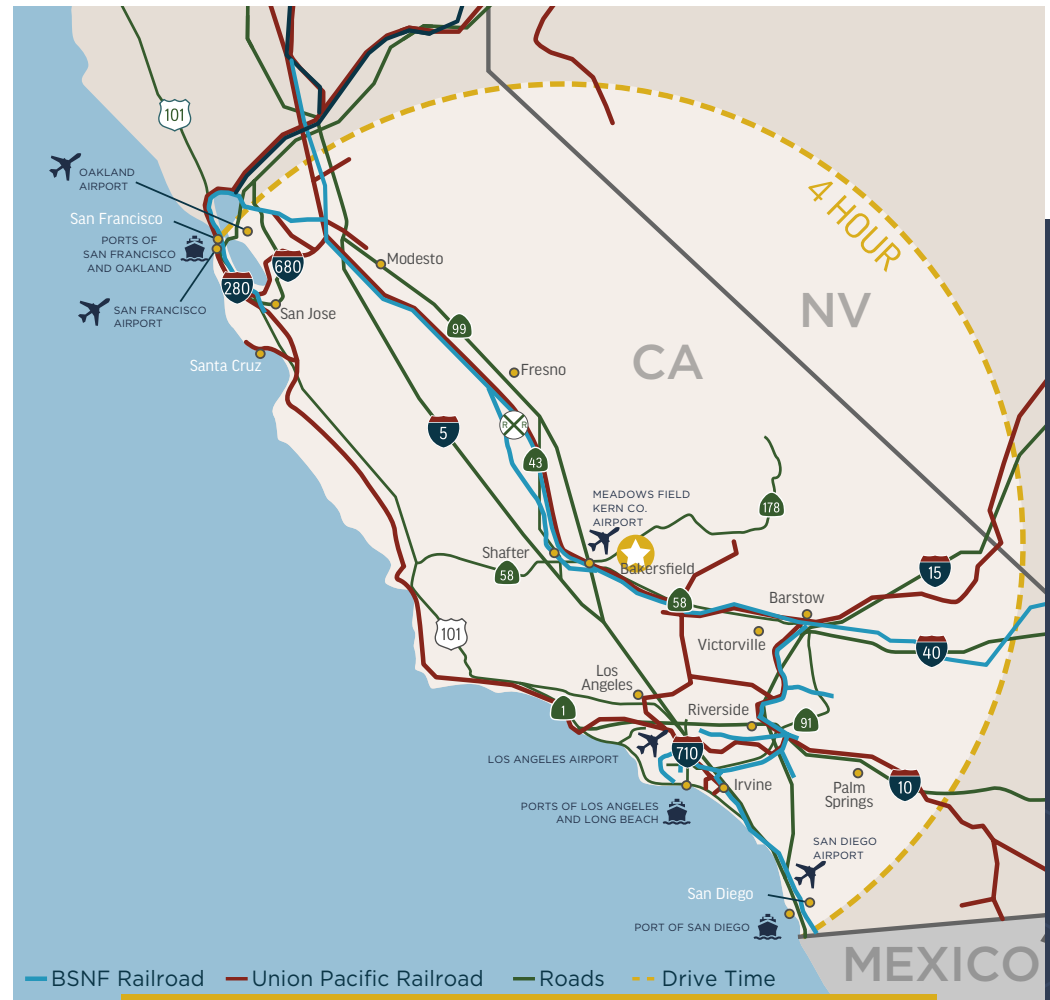 101
OAKLAND
AIRPORT
San Francisco
PORTS OF
SAN FRANCISCO
AND OAKLAND
680
280
SAN FRANCISCO
AIRPORT
San Jose
Santa Cruz
Modesto
4 HOUR
NV
CA
99
Fresno
5
R R
43
MEADOWS FIELD
KERN CO.
AIRPORT
178
Shafter
58
Bakersfield
58
15
Barstow
101
Victorville
40
Los
Angeles
1
Riverside
91
LOS ANGELES AIRPORT
710
Irvine
Palm
Springs
10
PORTS OF LOS ANGELES
AND LONG BEACH
SAN DIEGO
AIRPORT
San Diego
PORT OF SAN DIEGO
MEXICO
BSNF Railroad
Union Pacific Railroad
Roads
Drive Time